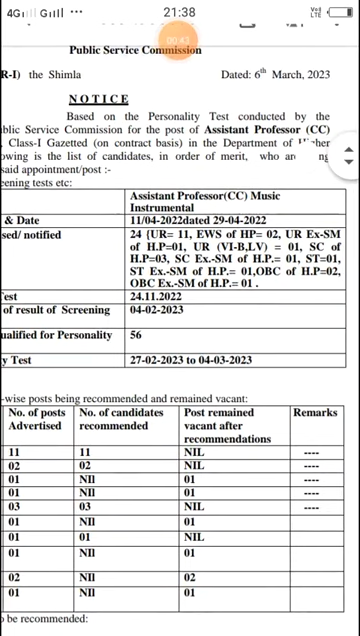 4G Gıll ··· 21:38 Vo) LTE
00:43
Public Service Commission
R-I) the Shimla Dated: 6th March, 2023
NOTICE
Based on the Personality Test conducted by the
ublic Service Commission for the post of Assistant Professor (CC)
, Class-I Gazetted (on contract basis) in the Department of
owing is the list of candidates, in order of merit, who ar ng
said appointment/post :-
eening tests etc:
Assistant Professor(CC) Music
Instrumental
& Date 11/04-2022dated 29-04-2022
sed/ notified 24 {UR= 11, EWS of HP= 02, UR Ex-SM
of H.P=01, UR (VI-B,LV) = 01, SC of
H.P=03, SC Ex.-SM of H.P.= 01, ST=01,
ST Ex.-SM of H.P.= 01,OBC of H.P=02,
OBC Ex.-SM of H.P.= 01 .
Test 24.11.2022
of result of Screening 04-02-2023
ualified for Personality 56
y Test 27-02-2023 to 04-03-2023
-wise posts being recommended and remained vacant:
No. of posts No. of candidates Post remained Remarks
Advertised recommended vacant after
recommendations
11 11 NIL ----
02 02 NIL ----
01 NIl 01 ----
01 NIl 01 ----
03 03 NIL ----
01 NIl 01
01 01 NIL
01 NIl 01
02 NIl 02
01 NIl 01
o be recommended: